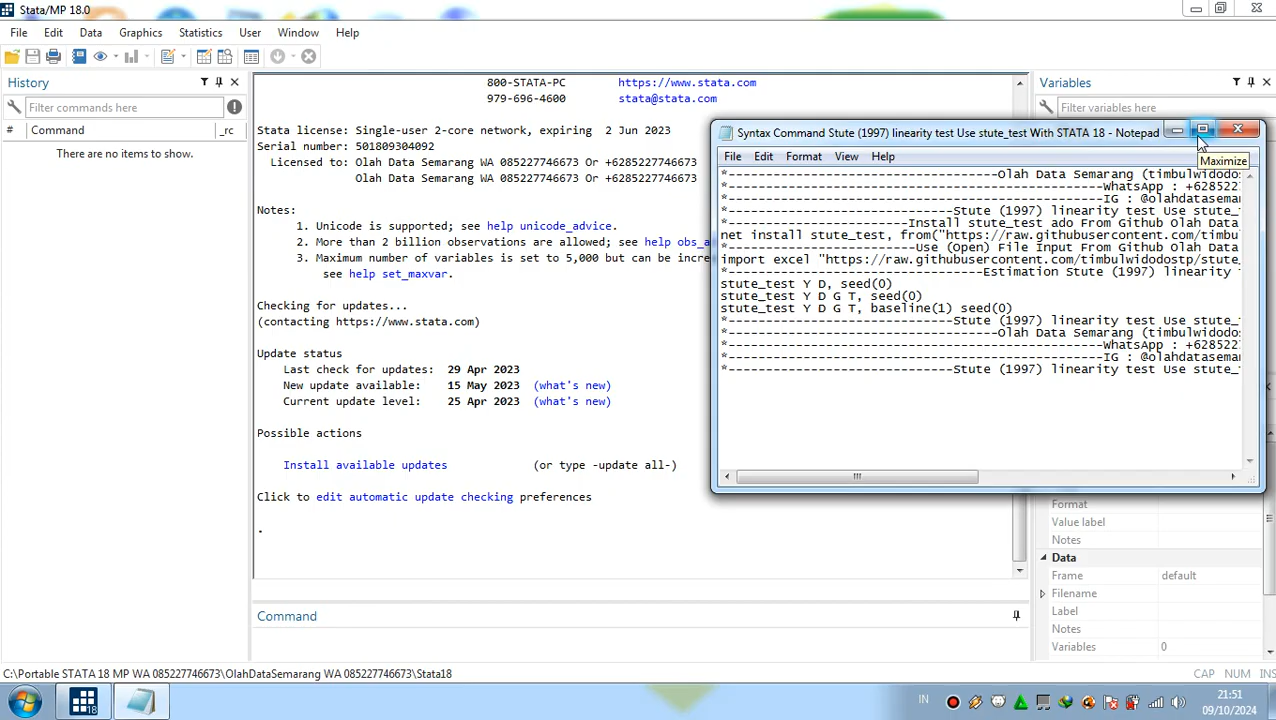 Stata/MP 18.0
File Edit Data Graphics Statistics User Window Help
History
Filter commands here
# Command _rc
There are no items to show.
800-STATA-PC https://www.stata.com
979-696-4600 stata@stata.com
Stata license: Single-user 2-core network, expiring 2 Jun 2023
Serial number: 501809304092
Licensed to: Olah Data Semarang WA 085227746673 Or +6285227746673
Olah Data Semarang WA 085227746673 Or +6285227746673
Notes:
1. Unicode is supported; see help unicode_advice.
2. More than 2 billion observations are allowed; see help obs_a
3. Maximum number of variables is set to 5,000 but can be incre
see help set_maxvar.
Checking for updates...
(contacting https://www.stata.com)
Update status
Last check for updates: 29 Apr 2023
New update available: 15 May 2023 (what's new)
Current update level: 25 Apr 2023 (what's new)
Possible actions
Install available updates (or type -update all-)
Click to edit automatic update checking preferences
.
Command
Variables
Filter variables here
Syntax Command Stute (1997) linearity test Use stute_test With STATA 18 - Notepad
Maximize
File Edit Format View Help
*----------------------------------Olah Data Semarang (timbulwidodos
*-----------------------------------------------WhatsApp : +628522
*-----------------------------------------------IG : @olahdatasemar
*----------------------------Stute (1997) linearity test Use stute_
*-----------------------Install stute_test ado From Github Olah Data
net install stute_test, from("https://raw.githubusercontent.com/timbu
*------------------------Use (Open) File Input From Github Olah Data
import excel "https://raw.githubusercontent.com/timbulwidodostp/stute
*--------------------------------Estimation Stute (1997) linearity t
stute_test Y D, seed(0)
stute_test Y D G T, seed(0)
stute_test Y D G T, baseline(1) seed(0)
*----------------------------Stute (1997) linearity test Use stute_
*----------------------------------Olah Data Semarang (timbulwidodos
*-----------------------------------------------WhatsApp : +628522
*-----------------------------------------------IG : @olahdatasemar
*----------------------------Stute (1997) linearity test Use stute_
Format
Value label
Notes
Data
Frame default
Filename
Label
Notes
Variables 0
C:\Portable STATA 18 MP WA 085227746673\OlahDataSemarang WA 085227746673\Stata18
CAP NUM INS
18
IN
21:51
09/10/2024